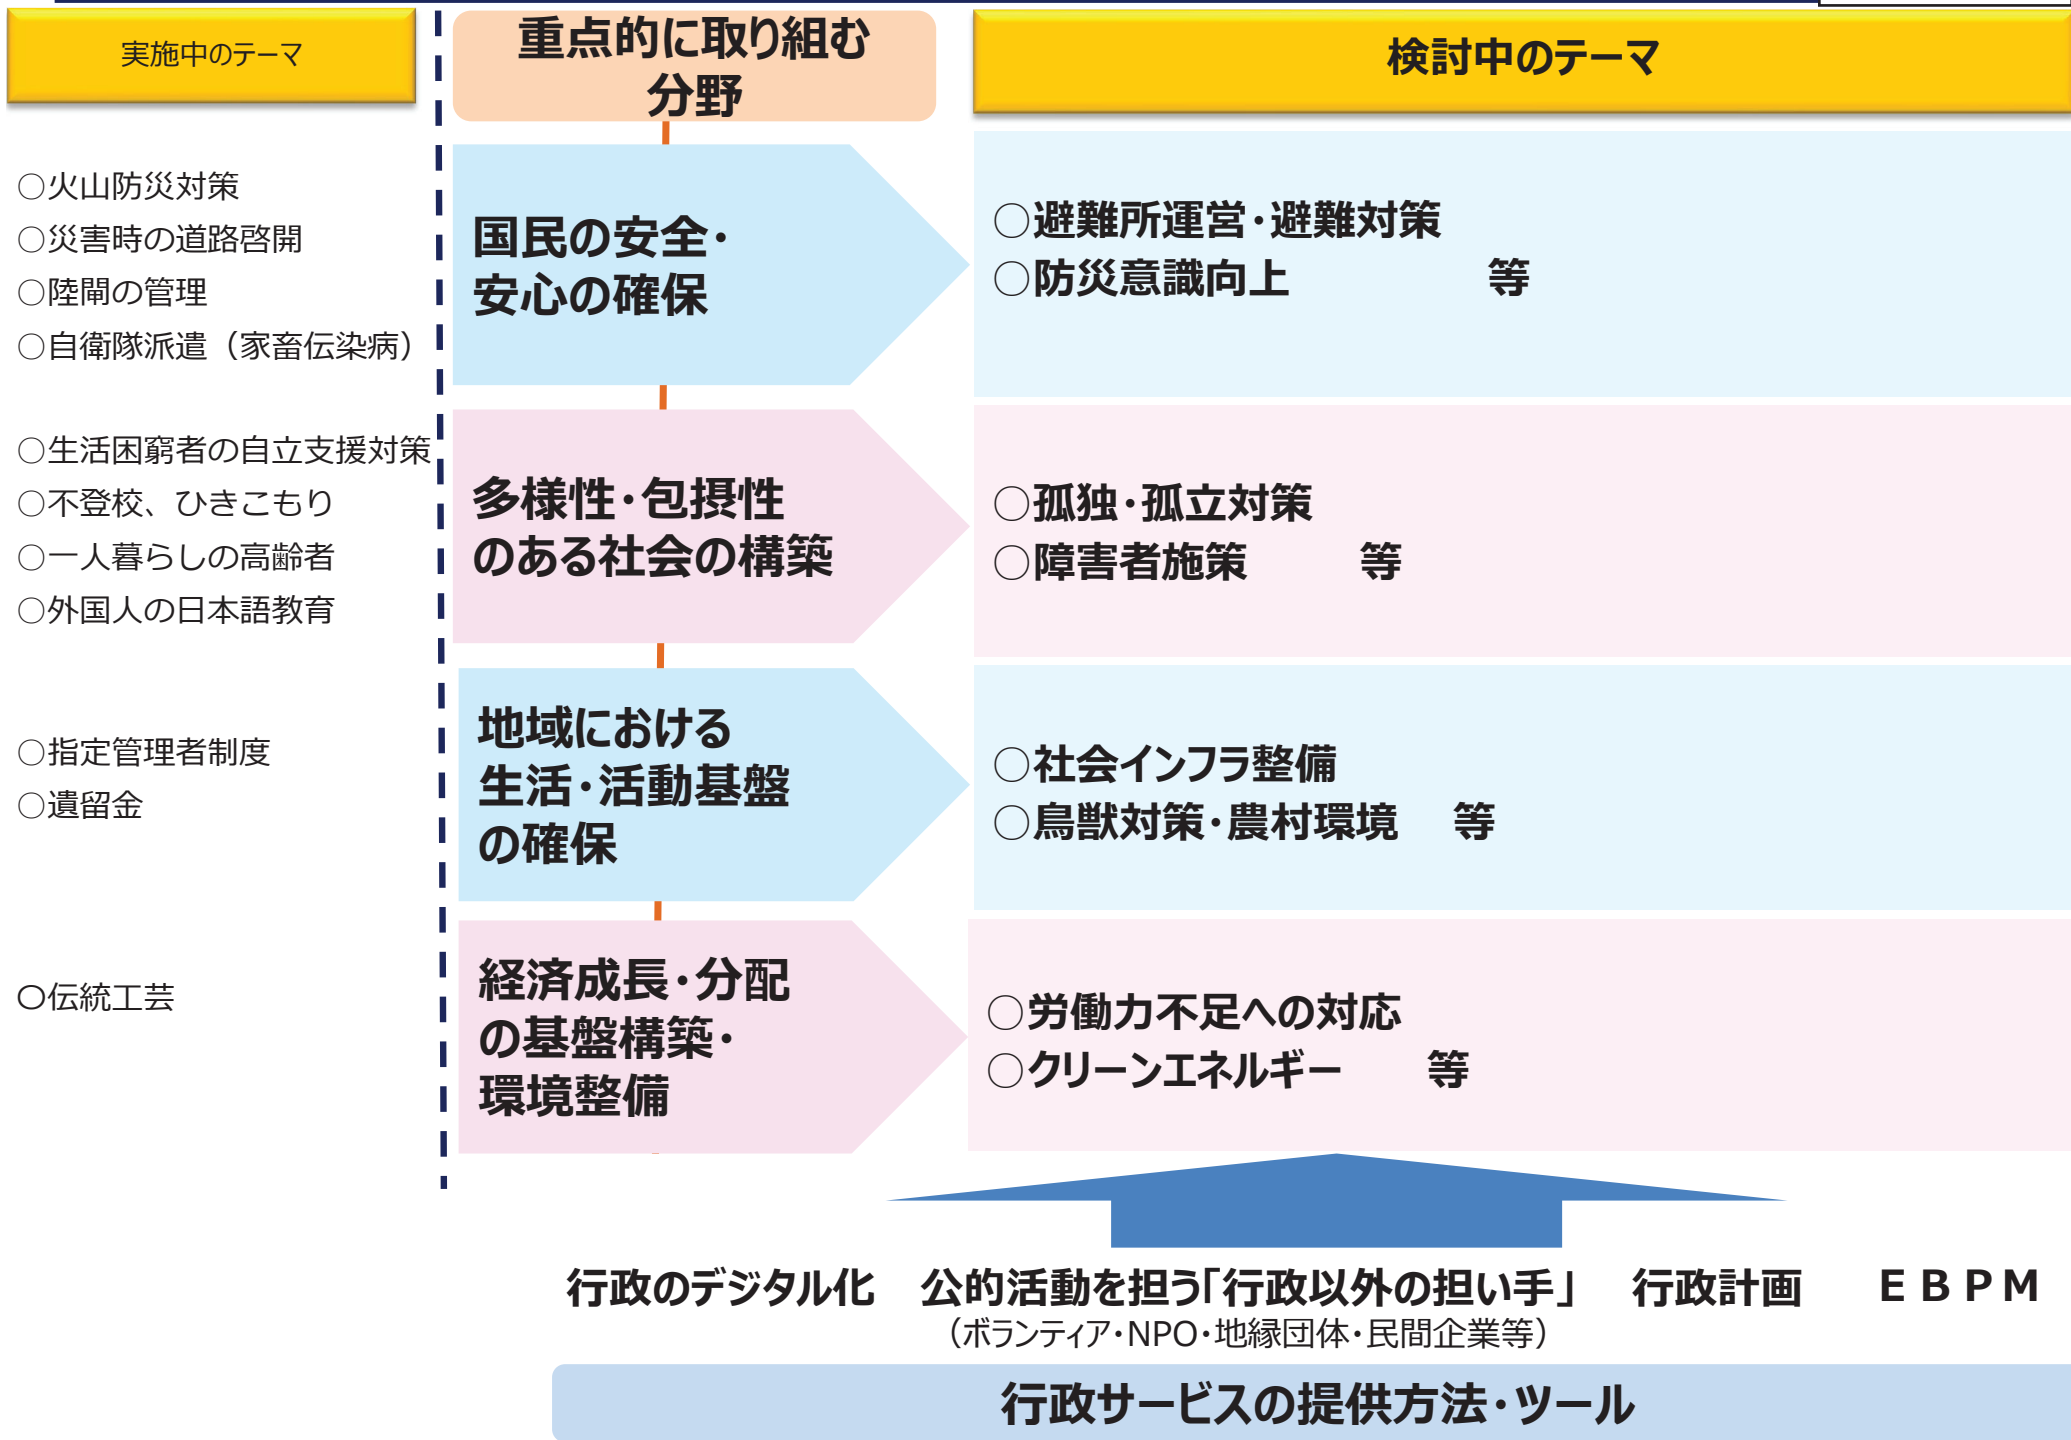 実施中のテーマ
重点的に取り組む
分野
検討中のテーマ
○火山防災対策
○災害時の道路啓開
○陸閘の管理
○自衛隊派遣（家畜伝染病）
国民の安全・
安心の確保
○避難所運営・避難対策
○防災意識向上　　　　　等
○生活困窮者の自立支援対策
○不登校、ひきこもり
○一人暮らしの高齢者
○外国人の日本語教育
多様性・包摂性
のある社会の構築
○孤独・孤立対策
○障害者施策　　　等
○指定管理者制度
○遺留金
地域における
生活・活動基盤
の確保
○社会インフラ整備
○鳥獣対策・農村環境　等
〇伝統工芸
経済成長・分配
の基盤構築・
環境整備
○労働力不足への対応
○クリーンエネルギー　　等
行政のデジタル化　公的活動を担う「行政以外の担い手」　行政計画　ＥＢＰＭ
（ボランティア・NPO・地縁団体・民間企業等）
行政サービスの提供方法・ツール